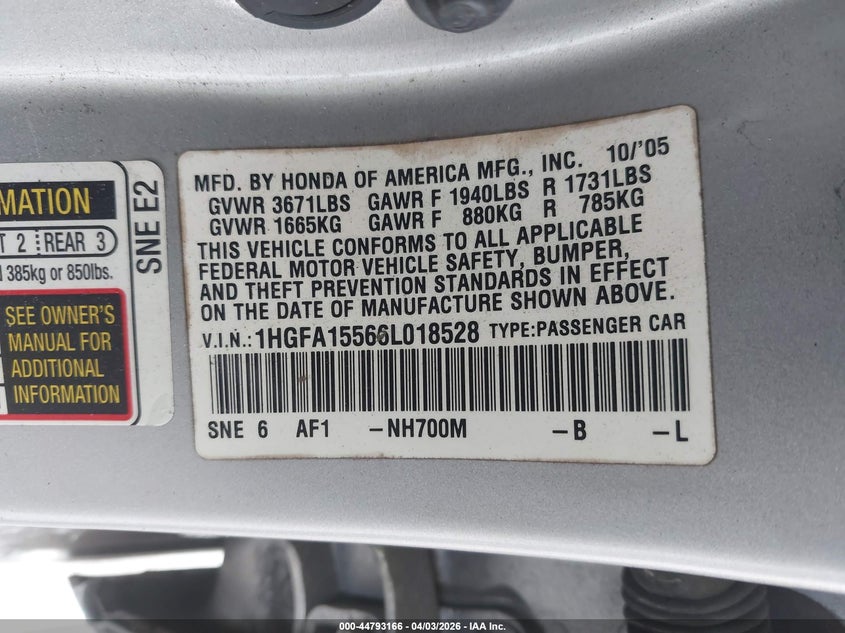 MATION
T 2 REAR 3
385kg or 850lbs.
SEE OWNER'S
MANUAL FOR
ADDITIONAL
INFORMATION
SNE E2
MFD. BY HONDA OF AMERICA MFG., INC. 10/'05
GVWR 3671LBS GAWR F 1940LBS R 1731LBS
GVWR 1665KG GAWR F 880KG R 785KG
THIS VEHICLE CONFORMS TO ALL APPLICABLE
FEDERAL MOTOR VEHICLE SAFETY, BUMPER,
AND THEFT PREVENTION STANDARDS IN EFFECT
ON THE DATE OF MANUFACTURE SHOWN ABOVE.
V.I.N.: 1HGFA15566L018528 TYPE:PASSENGER CAR
SNE 6 AF1 -NH700M -B -L
000-44793166 - 04/03/2026 - IAA Inc.